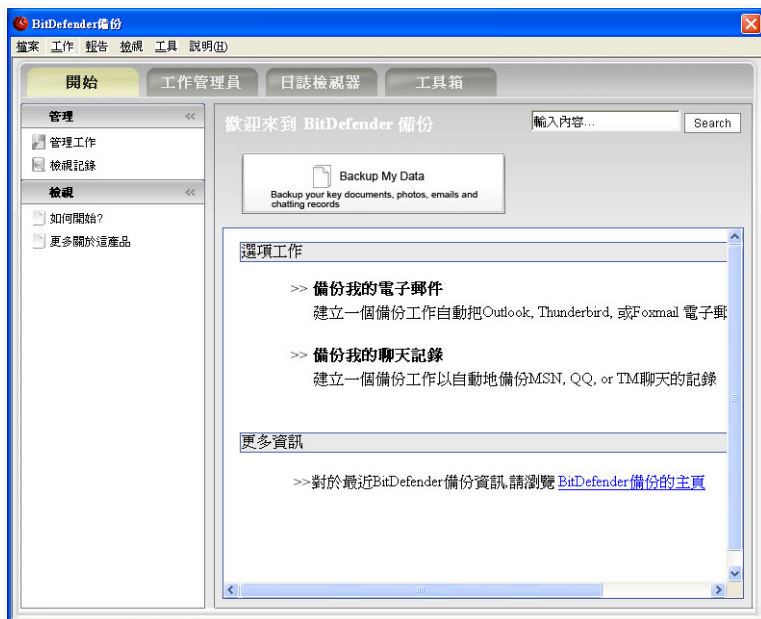 BitDefender備份
檔案 工作 報告 檢視 工具 説明(H)
開始 工作管理員 日誌檢視器 工具箱
管理
管理工作
檢視記錄
檢視
如何開始?
更多關於這產品
歡迎來到 BitDefender 備份
輸入內容... Search
Backup My Data
Backup your key documents, photos, emails and
chatting records
選項工作
>> 備份我的電子郵件
建立一個備份工作自動把Outlook, Thunderbird, 或Foxmail 電子郵
>> 備份我的聊天記錄
建立一個備份工作以自動地備份MSN, QQ, or TM聊天的記錄
更多資訊
>>對於最近BitDefender備份資訊,請瀏覽 BitDefender備份的主頁